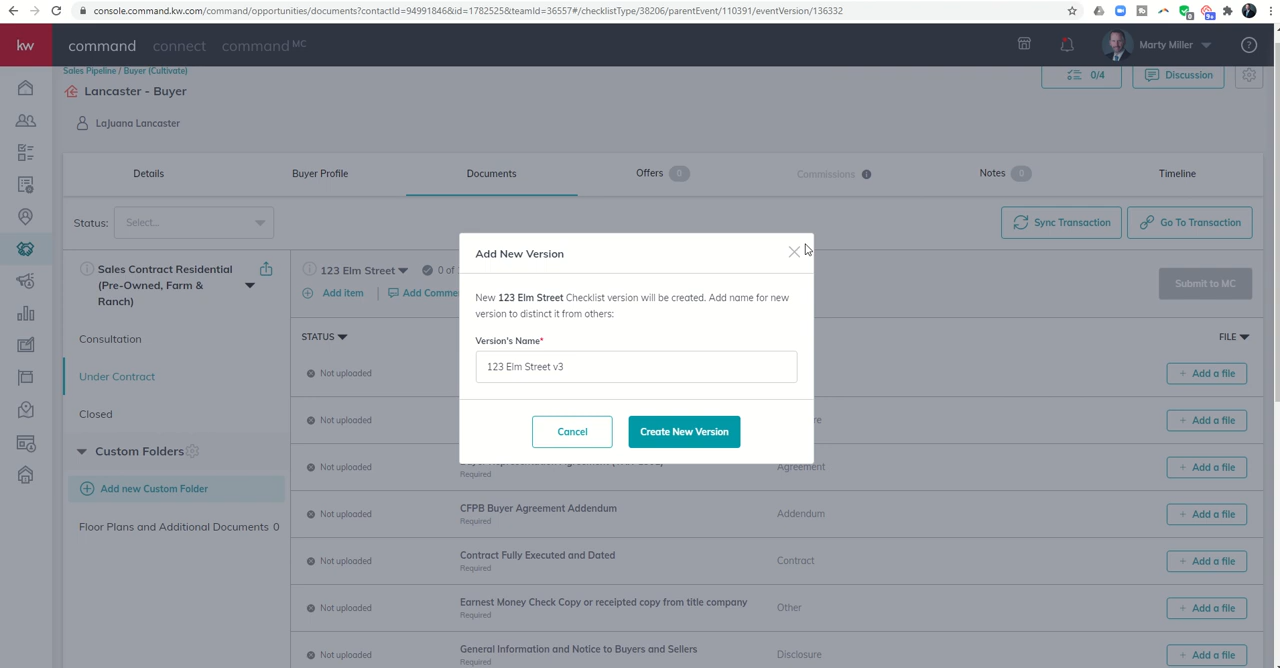 console.command.kw.com/command/opportunities/documents?contactId=94991846&id=1782525&teamId=36557#/checklistType/38206/parentEvent/110391/eventVersion/136332
kw
command connect command MC
Marty Miller
Sales Pipeline / Buyer (Cultivate)
0/4
Discussion
Lancaster - Buyer
LaJuana Lancaster
Details
Buyer Profile
Documents
Offers 0
Commissions
Notes 0
Timeline
Status: Select...
Sync Transaction
Go To Transaction
Sales Contract Residential
(Pre-Owned, Farm &
Ranch)
Consultation
Under Contract
Closed
Custom Folders
Add new Custom Folder
Floor Plans and Additional Documents 0
123 Elm Street
0 of
Add item
Submit to MC
STATUS
FILE
Add New Version
New 123 Elm Street Checklist version will be created. Add name for new
version to distinct it from others:
Version's Name*
123 Elm Street v3
Cancel
Create New Version
Not uploaded
+ Add a file
Not uploaded
+ Add a file
Not uploaded
Required
Agreement
+ Add a file
Not uploaded
CFPB Buyer Agreement Addendum
Required
Addendum
+ Add a file
Not uploaded
Contract Fully Executed and Dated
Required
Contract
+ Add a file
Not uploaded
Earnest Money Check Copy or receipted copy from title company
Required
Other
+ Add a file
Not uploaded
General Information and Notice to Buyers and Sellers
Required
Disclosure
+ Add a file